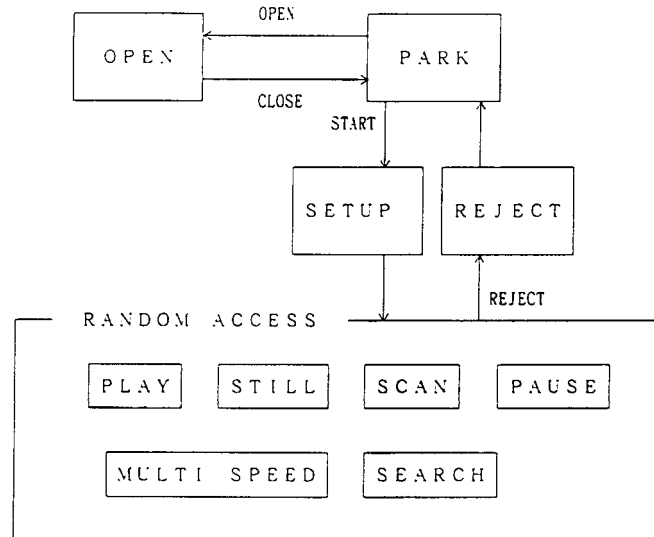 OPEN
OPEN
PARK
CLOSE
START
SETUP
REJECT
REJECT
RANDOM ACCESS
PLAY
STILL
SCAN
PAUSE
MULTI SPEED
SEARCH